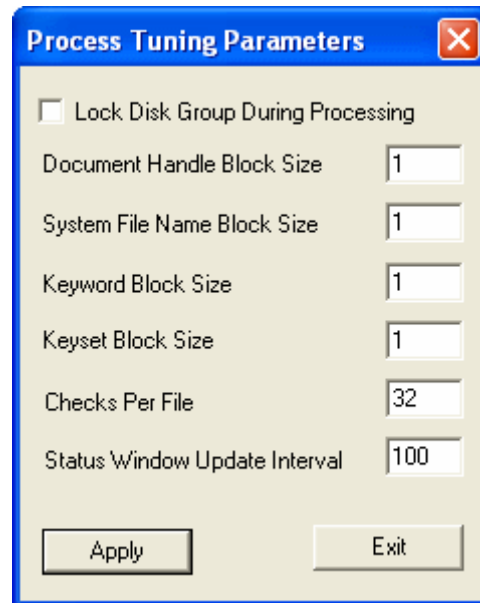 Process Tuning Parameters
Lock Disk Group During Processing
Document Handle Block Size 1
System File Name Block Size 1
Keyword Block Size 1
Keyset Block Size 1
Checks Per File 32
Status Window Update Interval 100
Apply Exit